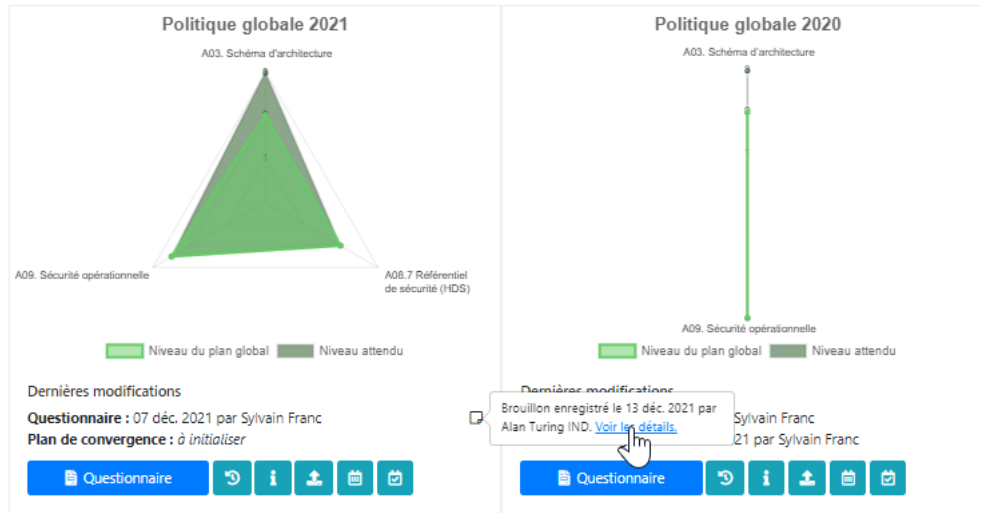 Politique globale 2021
A03. Schéma d'architecture
1
A09. Sécurité opérationnelle
A08.7 Référentiel
de sécurité (HDS)
Niveau du plan global
Niveau attendu
Dernières modifications
Questionnaire : 07 déc. 2021 par Sylvain Franc
Plan de convergence : à initialiser
Questionnaire
Politique globale 2020
A03. Schéma d'architecture
A09. Sécurité opérationnelle
Niveau du plan global
Niveau attendu
Dernières modifications
Brouillon enregistré le 13 déc. 2021 par
Alan Turing IND. Voir les détails.
Sylvain Franc
21 par Sylvain Franc
Questionnaire